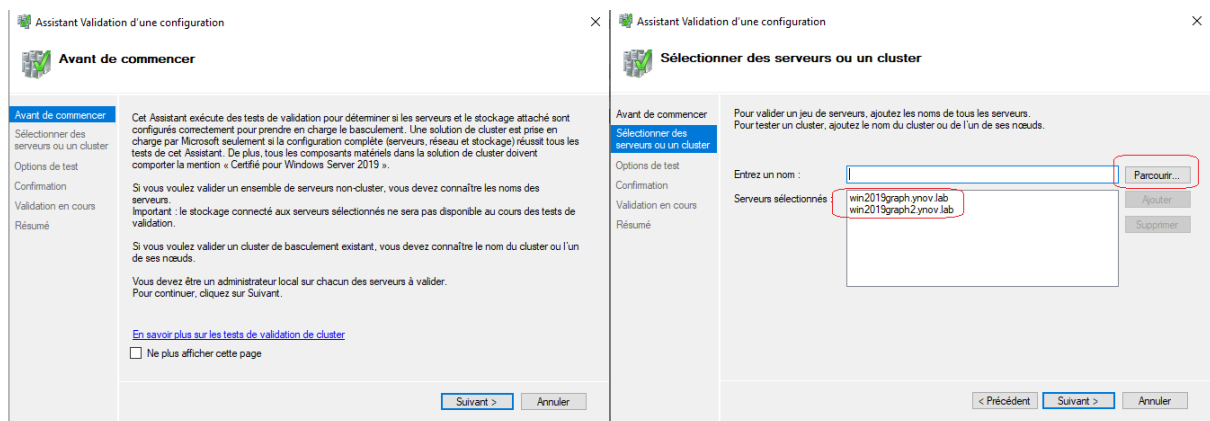 Assistant Validation d'une configuration
Avant de commencer
Avant de commencer
Sélectionner des
serveurs ou un cluster
Options de test
Confirmation
Validation en cours
Résumé
Cet Assistant exécute des tests de validation pour déterminer si les serveurs et le stockage attaché sont
configurés correctement pour prendre en charge le basculement. Une solution de cluster est prise en
charge par Microsoft seulement si la configuration complète (serveurs, réseau et stockage) réussit tous les
tests de cet Assistant. De plus, tous les composants matériels dans la solution de cluster doivent
comporter la mention « Certifié pour Windows Server 2019 ».
Si vous voulez valider un ensemble de serveurs non-cluster, vous devez connaître les noms des
serveurs.
Important : le stockage connecté aux serveurs sélectionnés ne sera pas disponible au cours des tests de
validation.
Si vous voulez valider un cluster de basculement existant, vous devez connaître le nom du cluster ou l'un
de ses nœuds.
Vous devez être un administrateur local sur chacun des serveurs à valider.
Pour continuer, cliquez sur Suivant.
En savoir plus sur les tests de validation de cluster
Ne plus afficher cette page
Suivant >
Annuler
Assistant Validation d'une configuration
Sélectionner des serveurs ou un cluster
Avant de commencer
Sélectionner des
serveurs ou un cluster
Options de test
Confirmation
Validation en cours
Résumé
Pour valider un jeu de serveurs, ajoutez les noms de tous les serveurs.
Pour tester un cluster, ajoutez le nom du cluster ou de l'un de ses nœuds.
Entrez un nom :
Parcourir...
Serveurs sélectionnés :
win2019graph.ynov.lab
win2019graph2.ynov.lab
Ajouter
Supprimer
< Précédent
Suivant >
Annuler